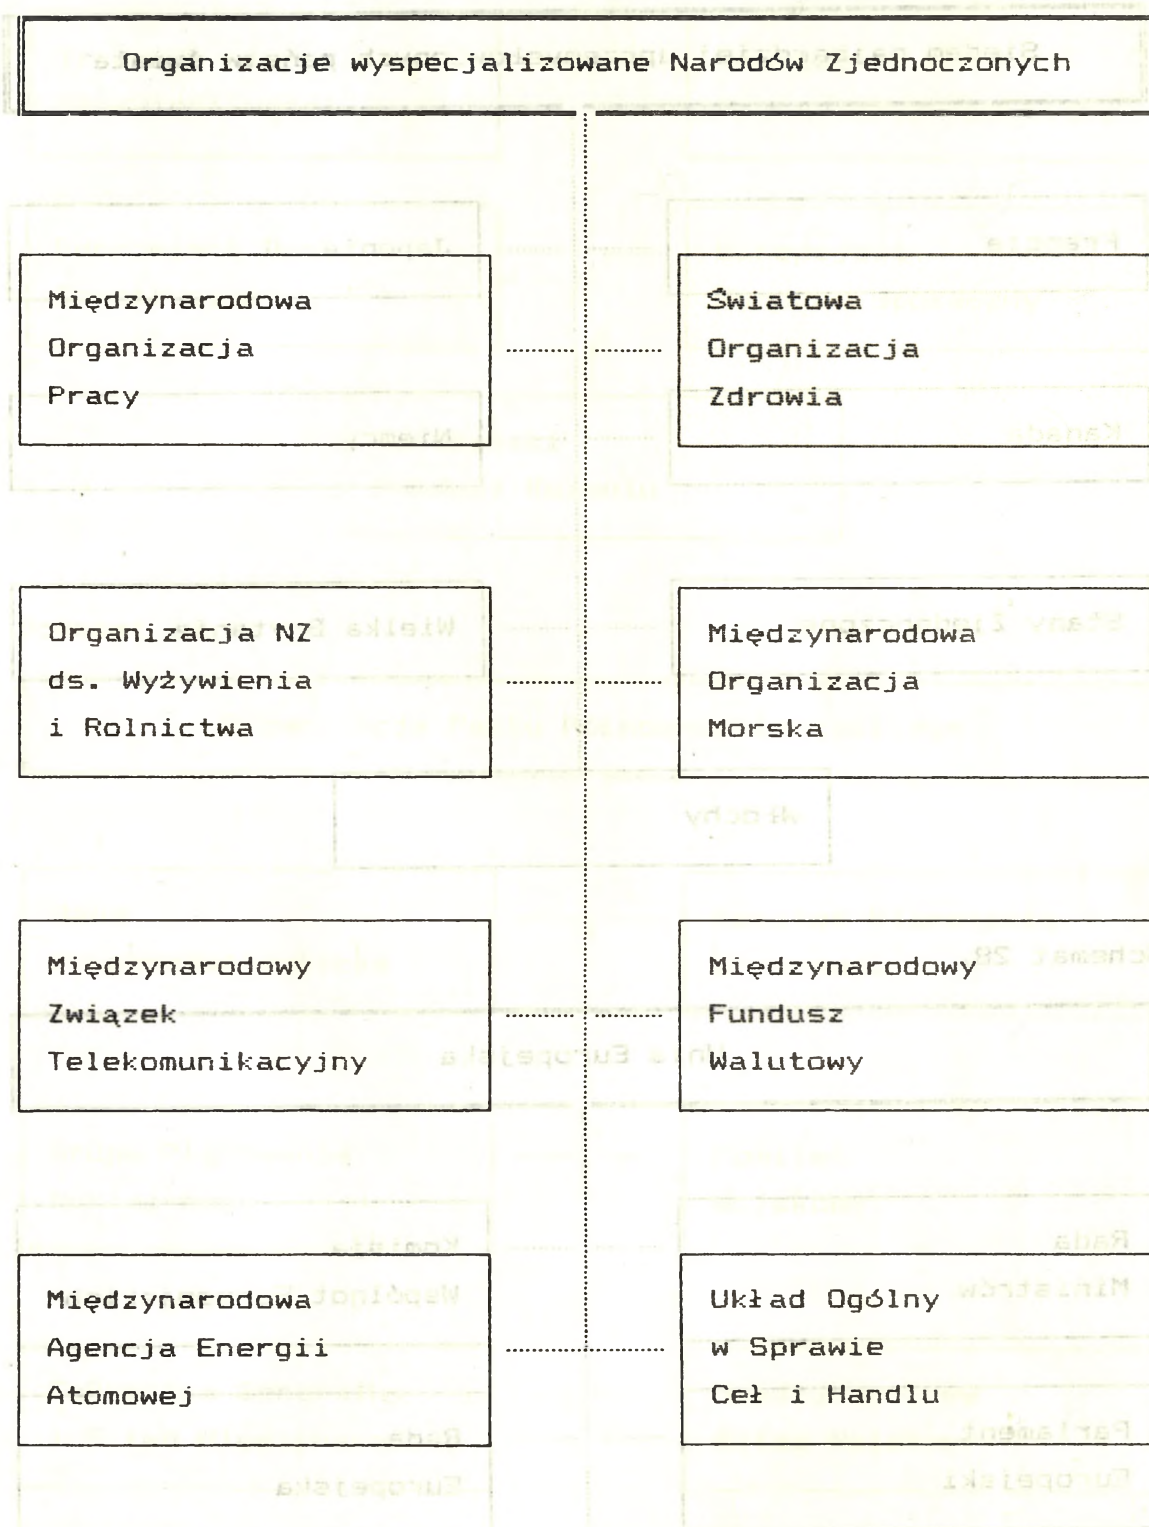 Organizacje wyspecjalizowane Narodów Zjednoczonych
Międzynarodowa
Organizacja
Pracy
Światowa
Organizacja
Zdrowia
Organizacja NZ
ds. Wyżywienia
i Rolnictwa
Międzynarodowa
Organizacja
Morska
Międzynarodowy
Związek
Telekomunikacyjny
Międzynarodowy
Fundusz
Walutowy
Międzynarodowa
Agencja Energii
Atomowej
Układ Ogólny
w Sprawie
Ceł i Handlu